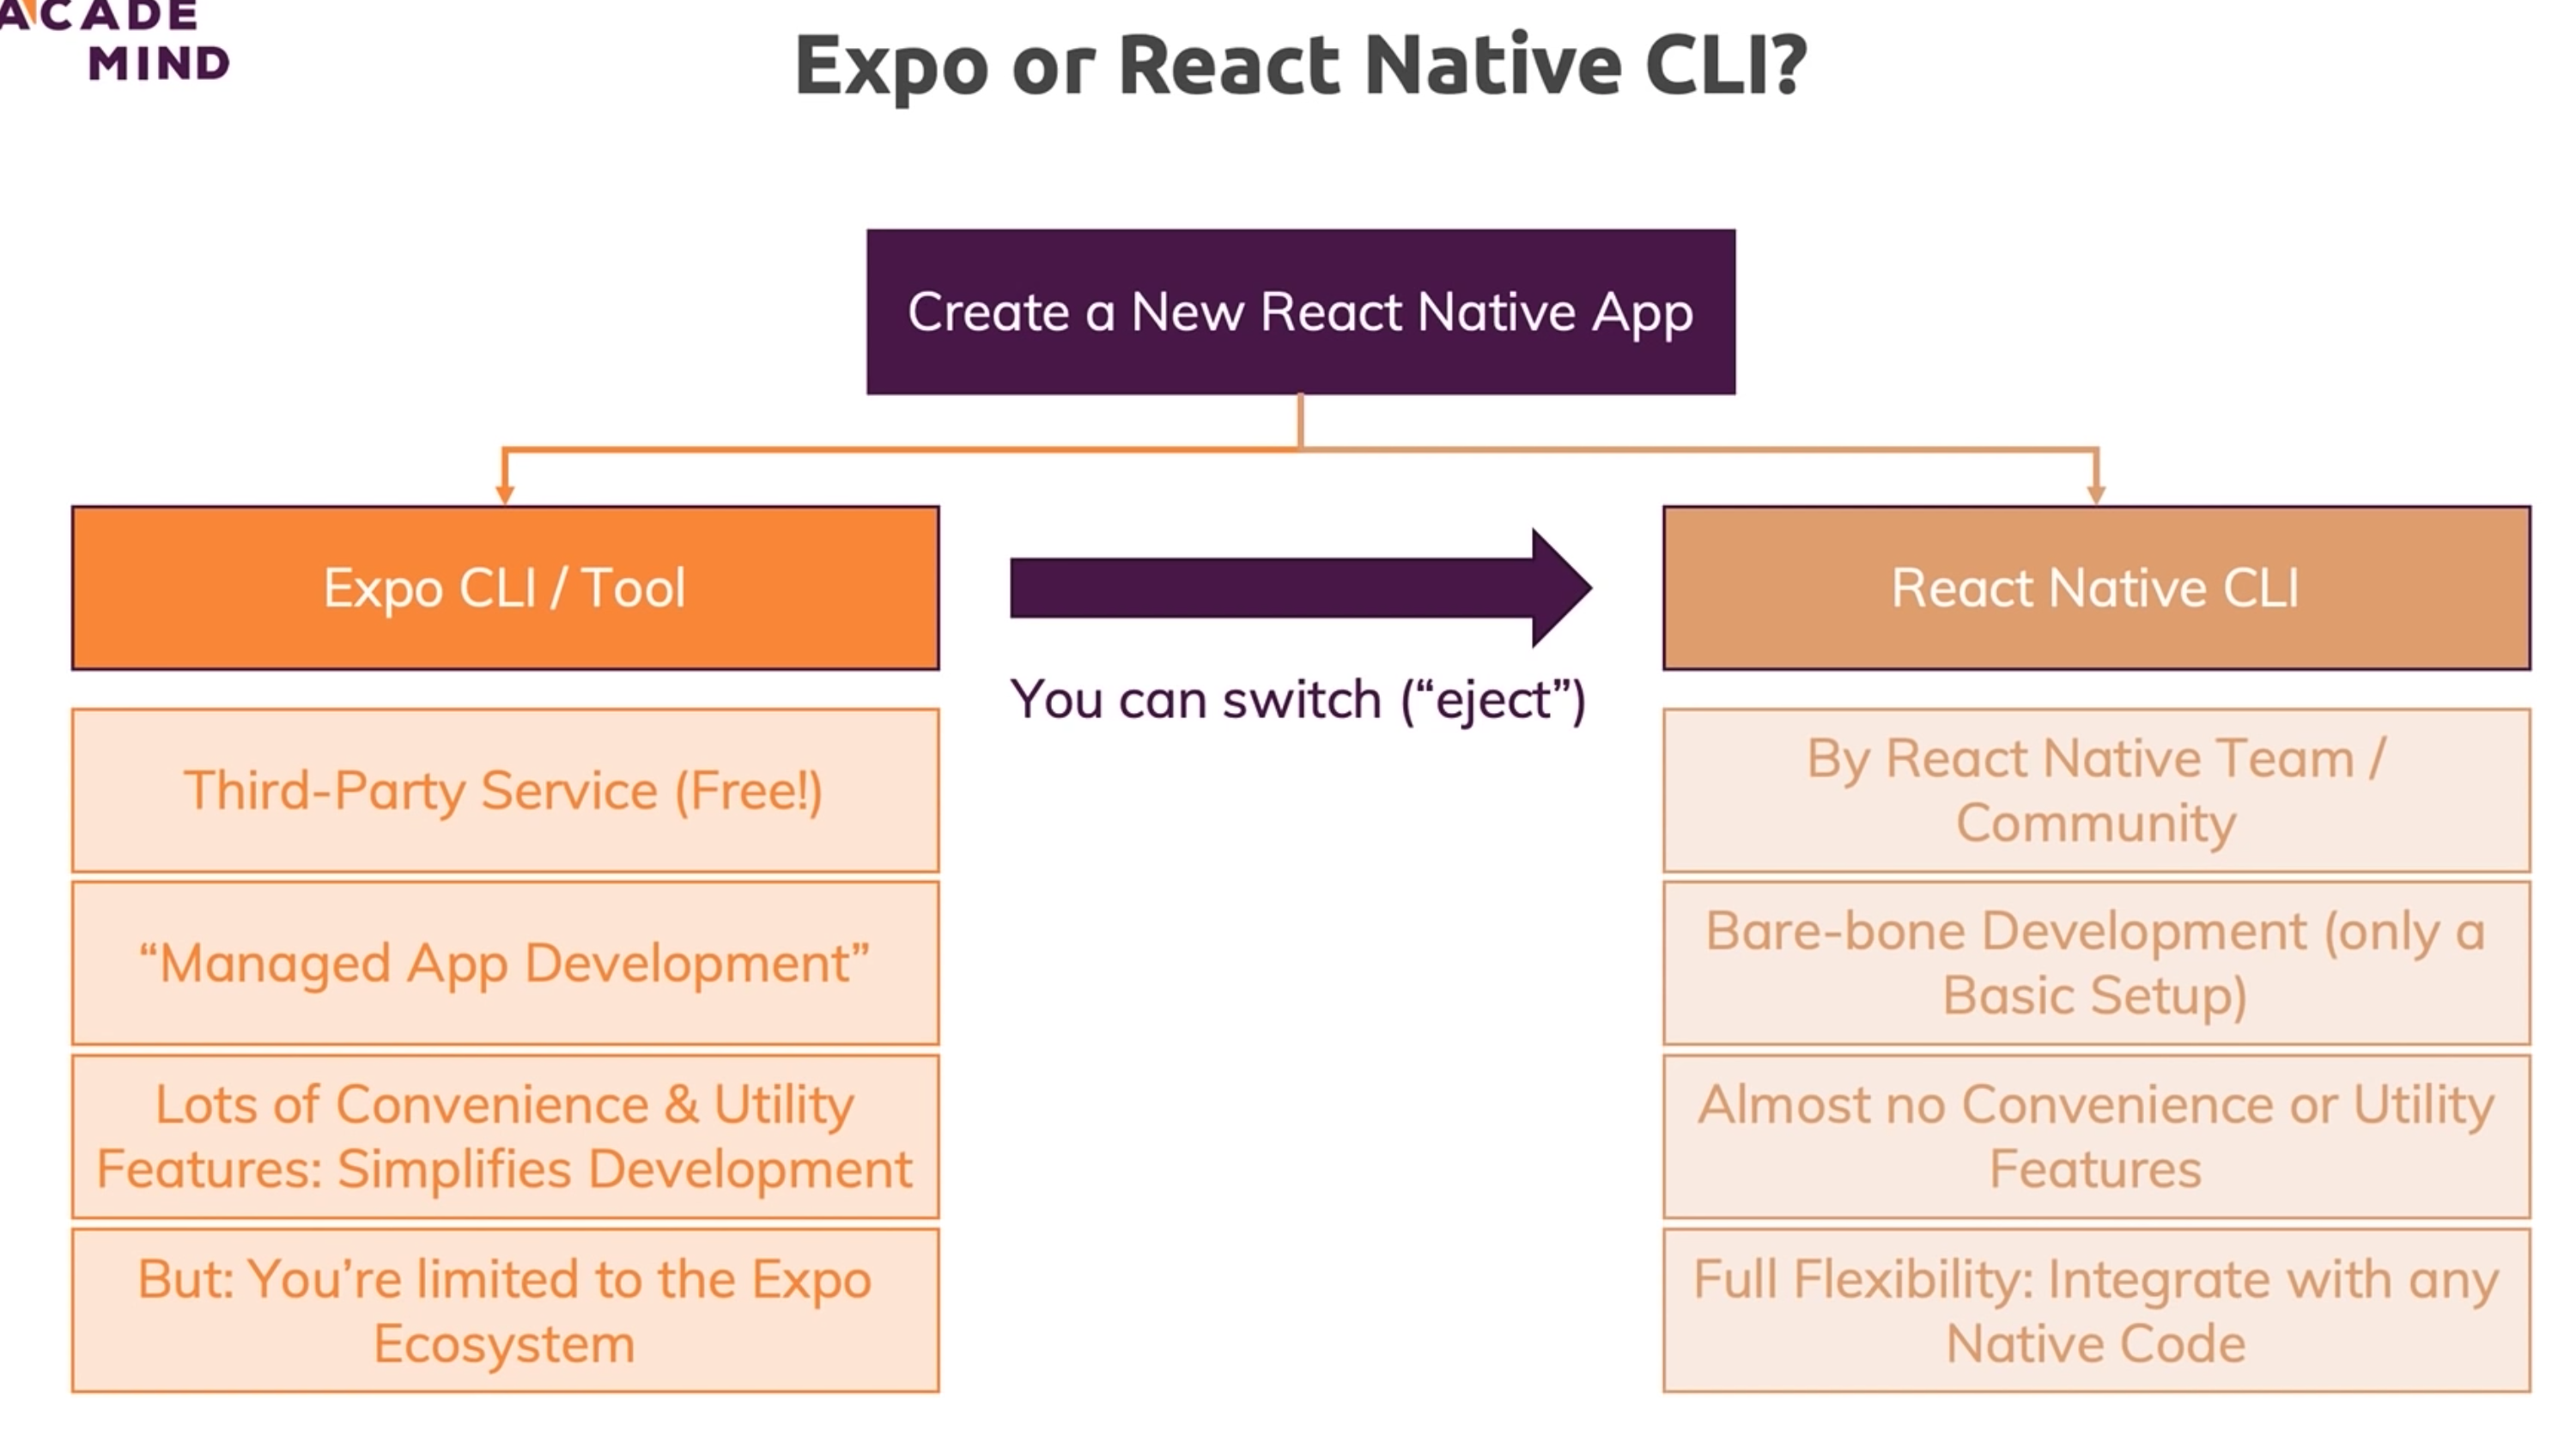 ACADE
MIND
Expo or React Native CLI?
Create a New React Native App
Expo CLI / Tool
React Native CLI
You can switch (“eject”)
Third-Party Service (Free!)
“Managed App Development”
Lots of Convenience & Utility
Features: Simplifies Development
But: You’re limited to the Expo
Ecosystem
By React Native Team /
Community
Bare-bone Development (only a
Basic Setup)
Almost no Convenience or Utility
Features
Full Flexibility: Integrate with any
Native Code